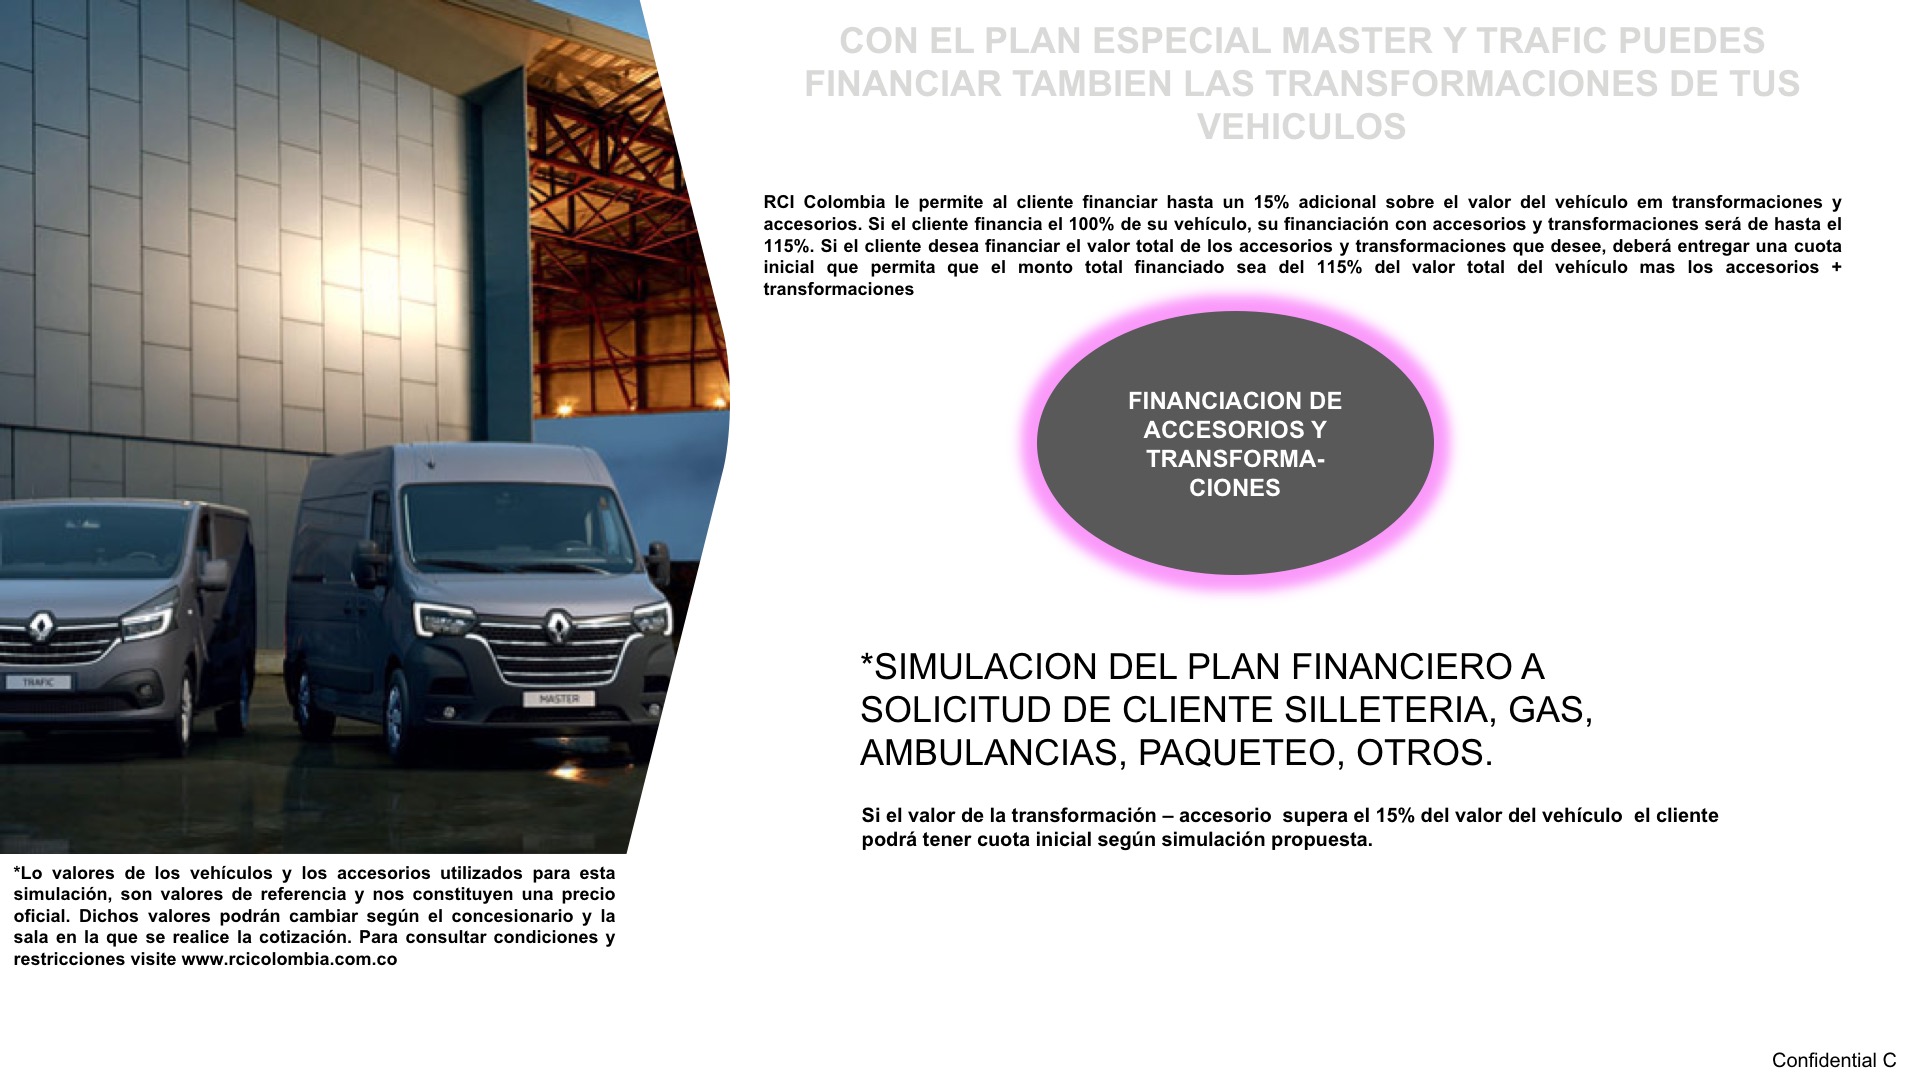 CON EL PLAN ESPECIAL MASTER Y TRAFIC PUEDES
FINANCIAR TAMBIEN LAS TRANSFORMACIONES DE TUS
VEHICULOS
RCI Colombia le permite al cliente financiar hasta un 15% adicional sobre el valor del vehículo em transformaciones y
accesorios. Si el cliente financia el 100% de su vehículo, su financiación con accesorios y transformaciones será de hasta el
115%. Si el cliente desea financiar el valor total de los accesorios y transformaciones que desee, deberá entregar una cuota
inicial que permita que el monto total financiado sea del 115% del valor total del vehículo mas los accesorios +
transformaciones
FINANCIACION DE
ACCESORIOS Y
TRANSFORMA-
CIONES
TRAFIC
MASTER
*SIMULACION DEL PLAN FINANCIERO A
SOLICITUD DE CLIENTE SILLETERIA, GAS,
AMBULANCIAS, PAQUETEO, OTROS.
Si el valor de la transformación – accesorio  supera el 15% del valor del vehículo  el cliente
podrá tener cuota inicial según simulación propuesta.
*Lo valores de los vehículos y los accesorios utilizados para esta
simulación, son valores de referencia y nos constituyen una precio
oficial. Dichos valores podrán cambiar según el concesionario y la
sala en la que se realice la cotización. Para consultar condiciones y
restricciones visite www.rcicolombia.com.co
Confidential C